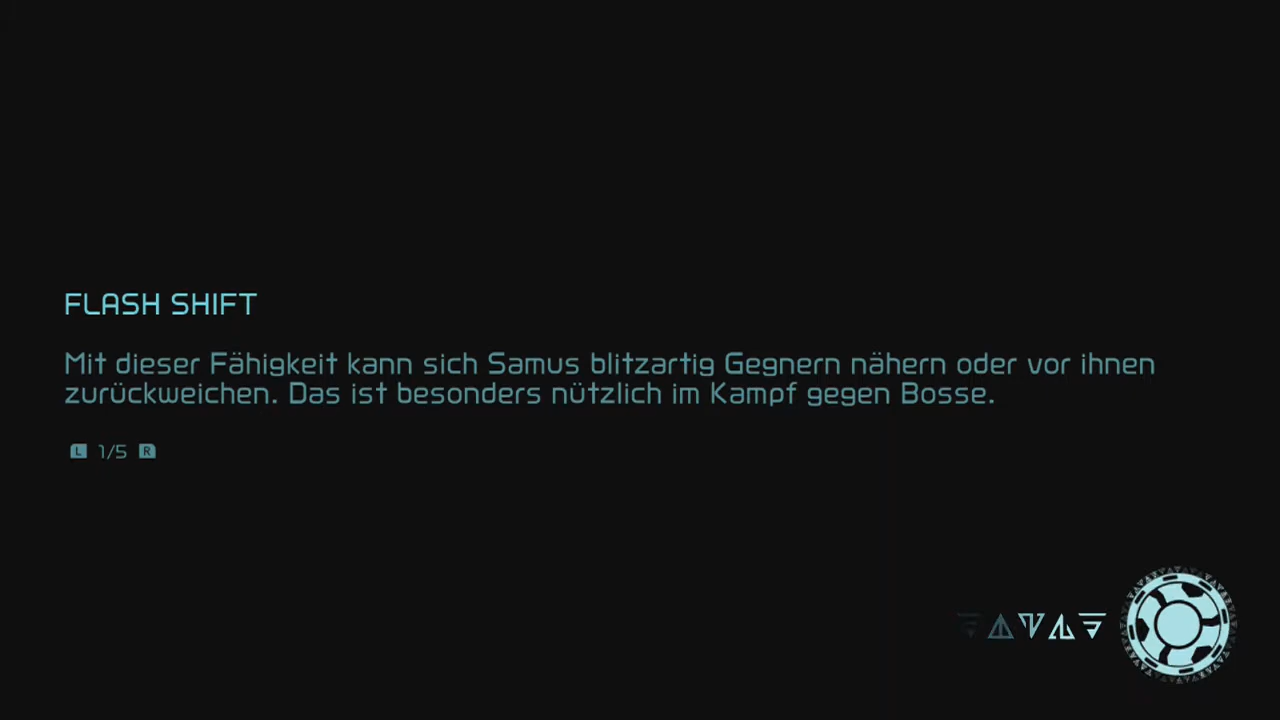 FLASH SHIFT
Mit dieser Fähigkeit kann sich Samus blitzartig Gegnern nähern oder vor ihnen
zurückweichen. Das ist besonders nützlich im Kampf gegen Bosse.
L 1/5 R